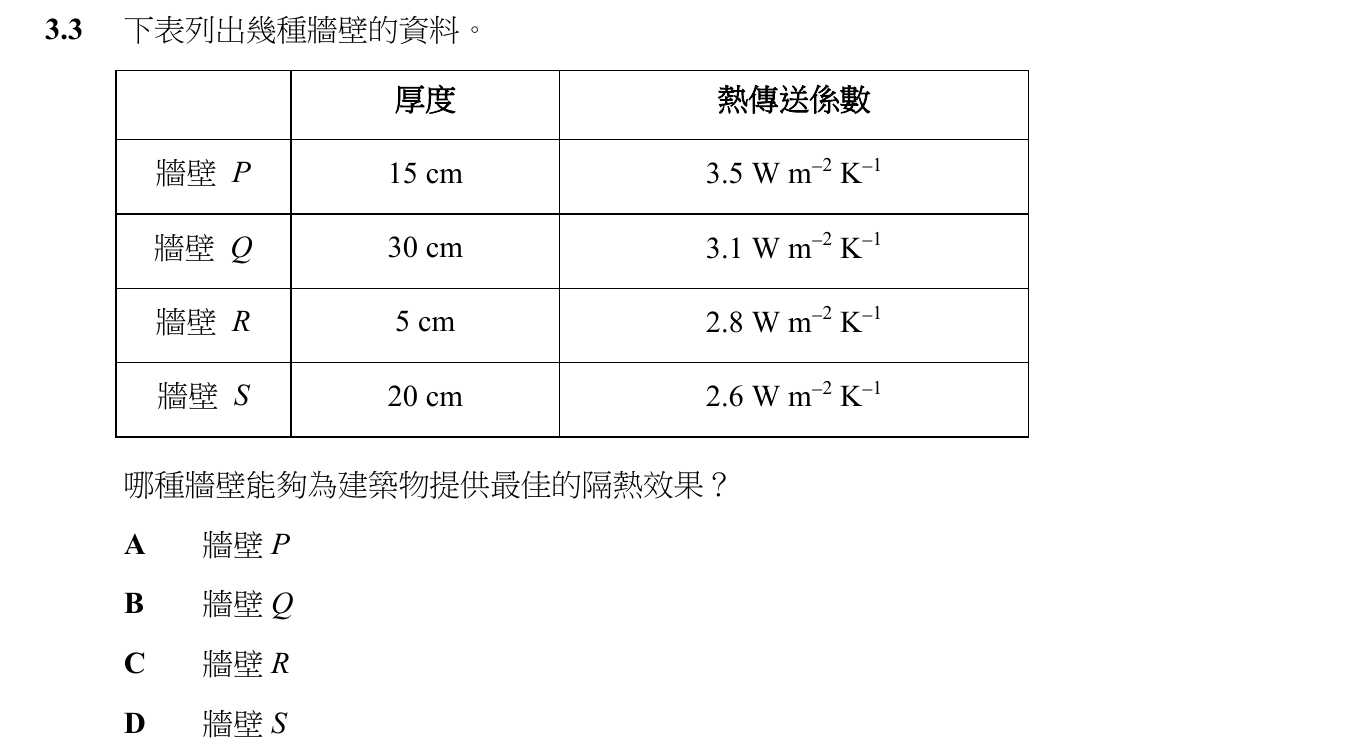 3.3 下表列出幾種牆壁的資料。
厚度 熱傳送係數
牆壁 P 15 cm 3.5 W m⁻² K⁻¹
牆壁 Q 30 cm 3.1 W m⁻² K⁻¹
牆壁 R 5 cm 2.8 W m⁻² K⁻¹
牆壁 S 20 cm 2.6 W m⁻² K⁻¹
哪種牆壁能夠為建築物提供最佳的隔熱效果？
A 牆壁 P
B 牆壁 Q
C 牆壁 R
D 牆壁 S